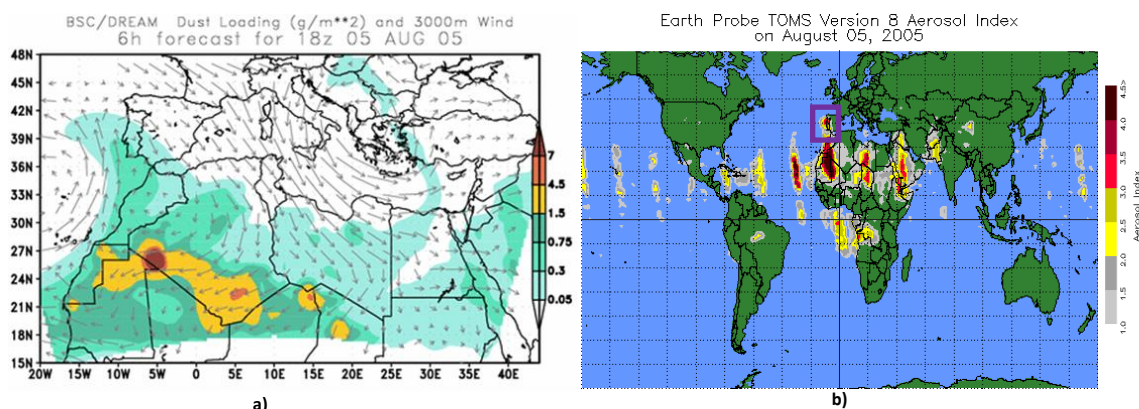 BSC/DREAM Dust Loading (g/m**2) and 3000m Wind
6h forecast for 18z 05 AUG 05
48N
45N
42N
39N
36N
33N
30N
27N
24N
21N
18N
15N
20W 15W 10W 5W 0 5E 10E 15E 20E 25E 30E 35E 40E
7
4.5
1.5
0.75
0.3
0.05
a)
Earth Probe TOMS Version 8 Aerosol Index
on August 05, 2005
4.5>
4.0
3.5
3.0
2.5
2.0
1.5
1.0
Aerosol Index
b)